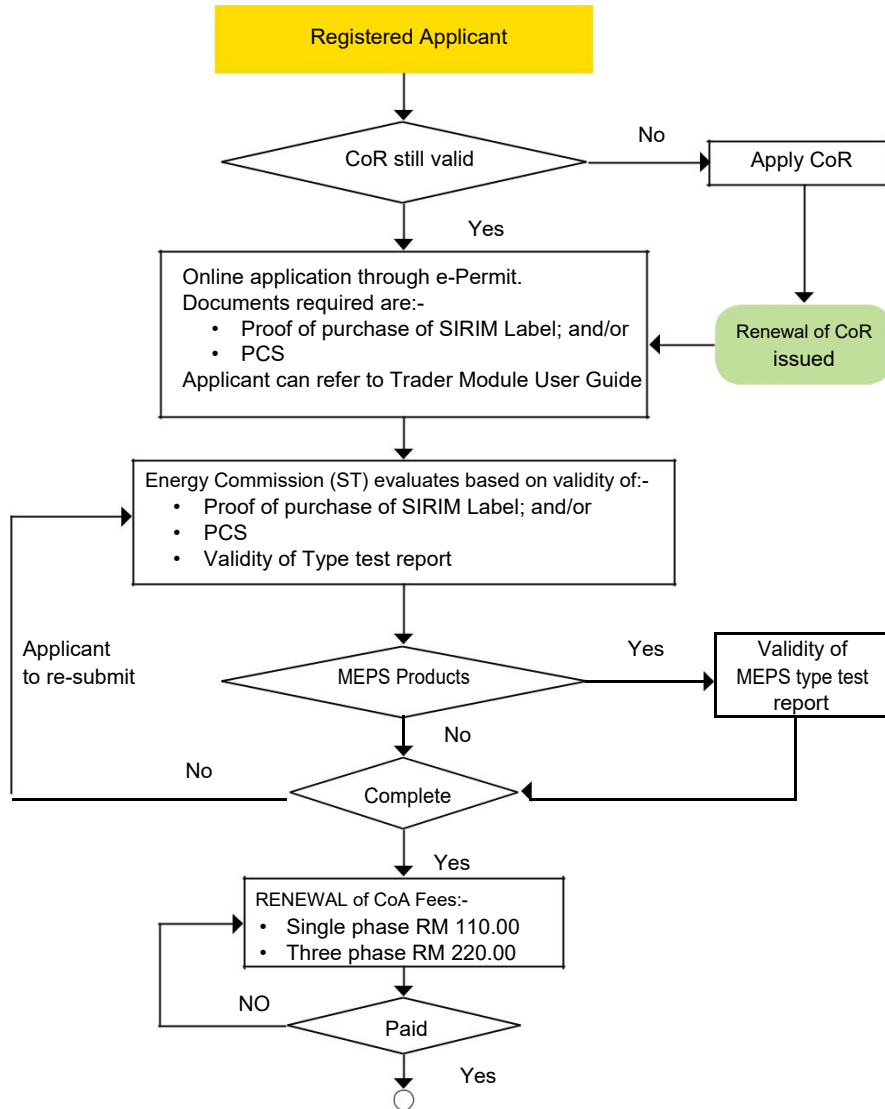 Registered Applicant
CoR still valid
No
Apply CoR
Yes
Online application through e-Permit.
Documents required are:-
• Proof of purchase of SIRIM Label; and/or
• PCS
Applicant can refer to Trader Module User Guide
Renewal of CoR
issued
Energy Commission (ST) evaluates based on validity of:-
• Proof of purchase of SIRIM Label; and/or
• PCS
• Validity of Type test report
Applicant
to re-submit
MEPS Products
Yes
Validity of
MEPS type test
report
No
No
Complete
Yes
RENEWAL of CoA Fees:-
• Single phase RM 110.00
• Three phase RM 220.00
NO
Paid
Yes